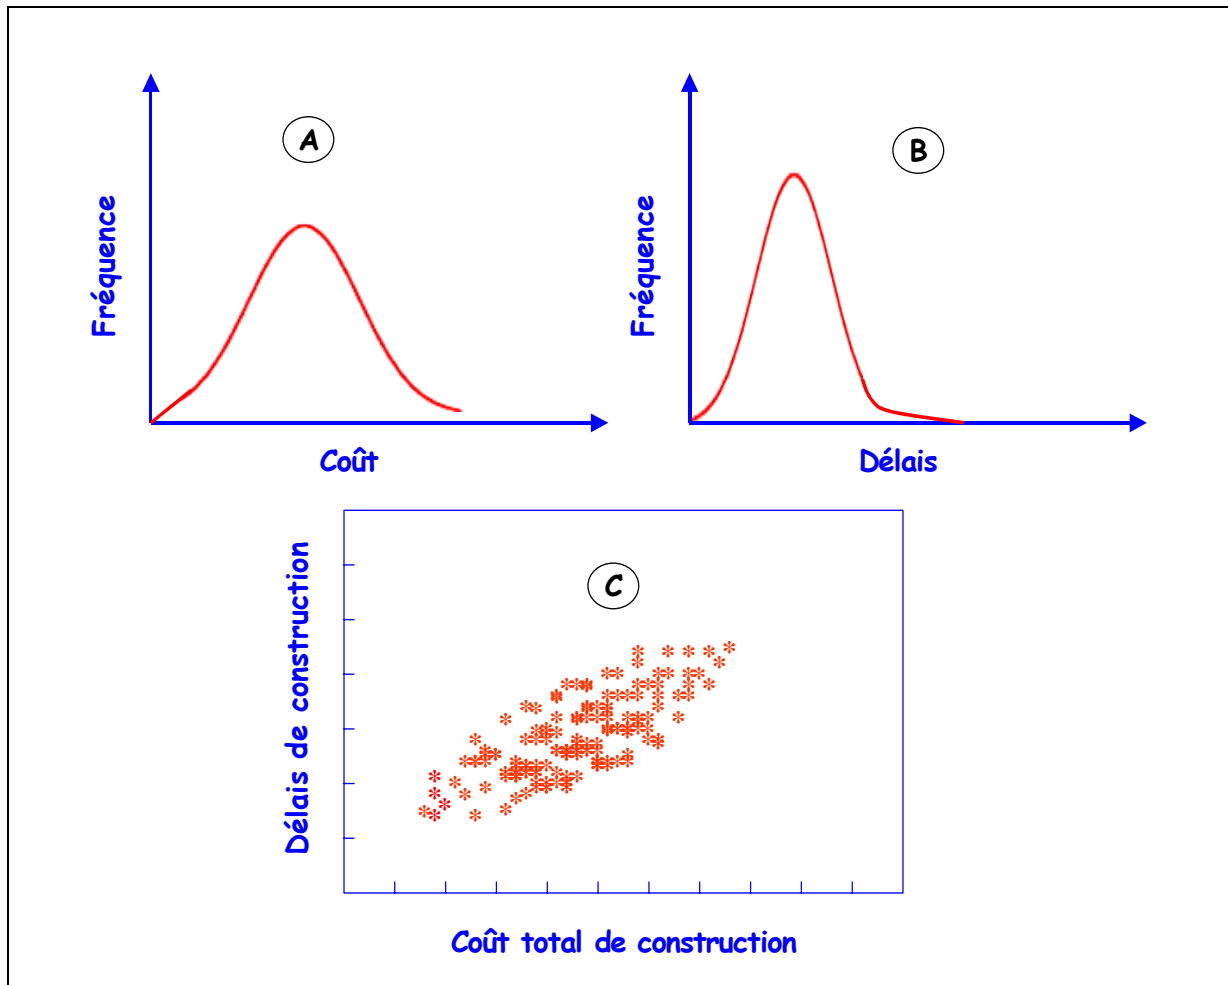 A
Fréquence
Coût
B
Fréquence
Délais
C
Délais de construction
Coût total de construction